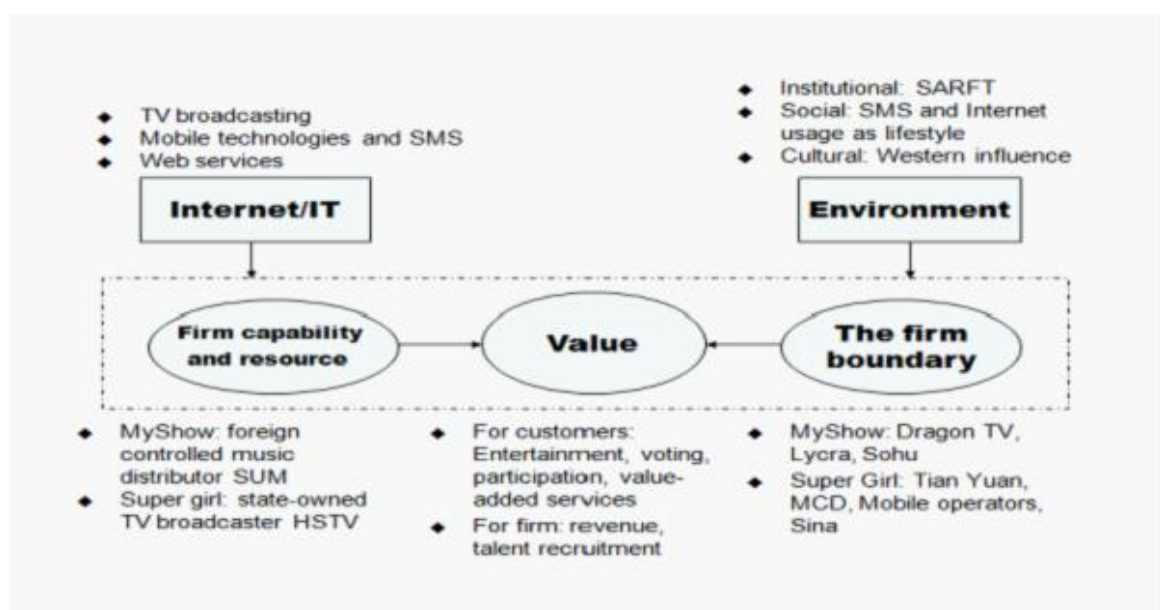 ◆ TV broadcasting
◆ Mobile technologies and SMS
◆ Web services
◆ Institutional: SARFT
◆ Social: SMS and Internet
usage as lifestyle
◆ Cultural: Western influence
Internet/IT
Environment
Firm capability
and resource
Value
The firm
boundary
◆ MyShow: foreign
controlled music
distributor SUM
◆ Super girl: state-owned
TV broadcaster HSTV
◆ For customers:
Entertainment, voting,
participation, value-
added services
◆ For firm: revenue,
talent recruitment
◆ MyShow: Dragon TV,
Lycra, Sohu
◆ Super Girl: Tian Yuan,
MCD, Mobile operators,
Sina